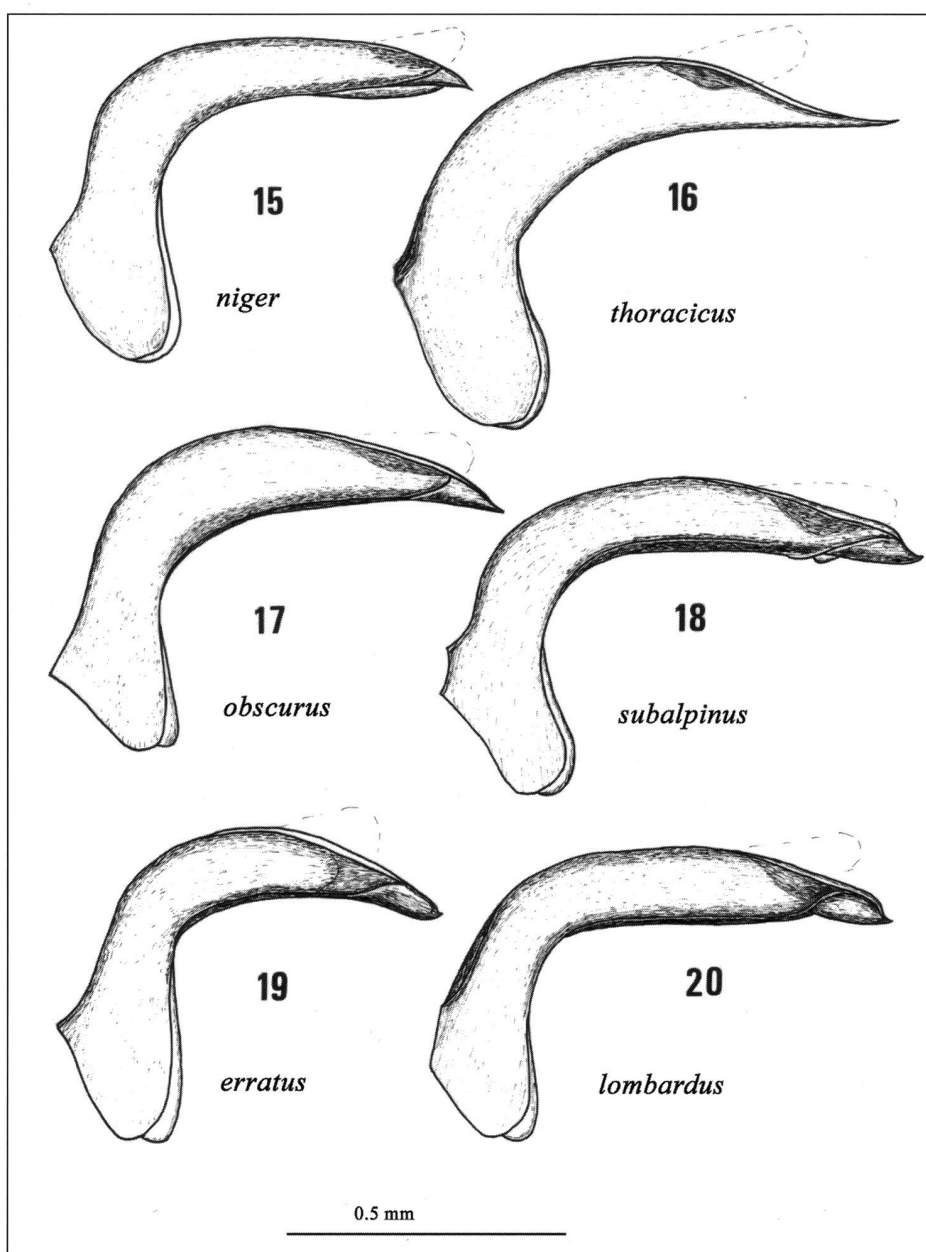 15
niger
16
thoracicus
17
obscurus
18
subalpinus
19
erratus
20
lombardus
0.5 mm